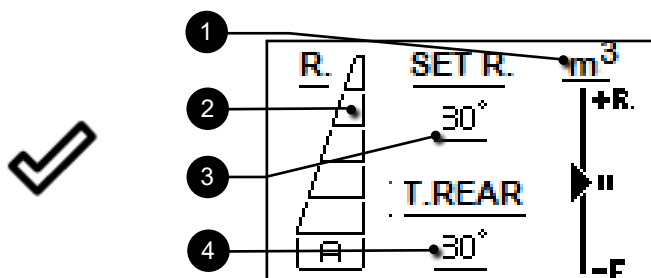 1
R. SET R. m³
2 30° +R.
3
"
T.REAR
4 A 30°
-F